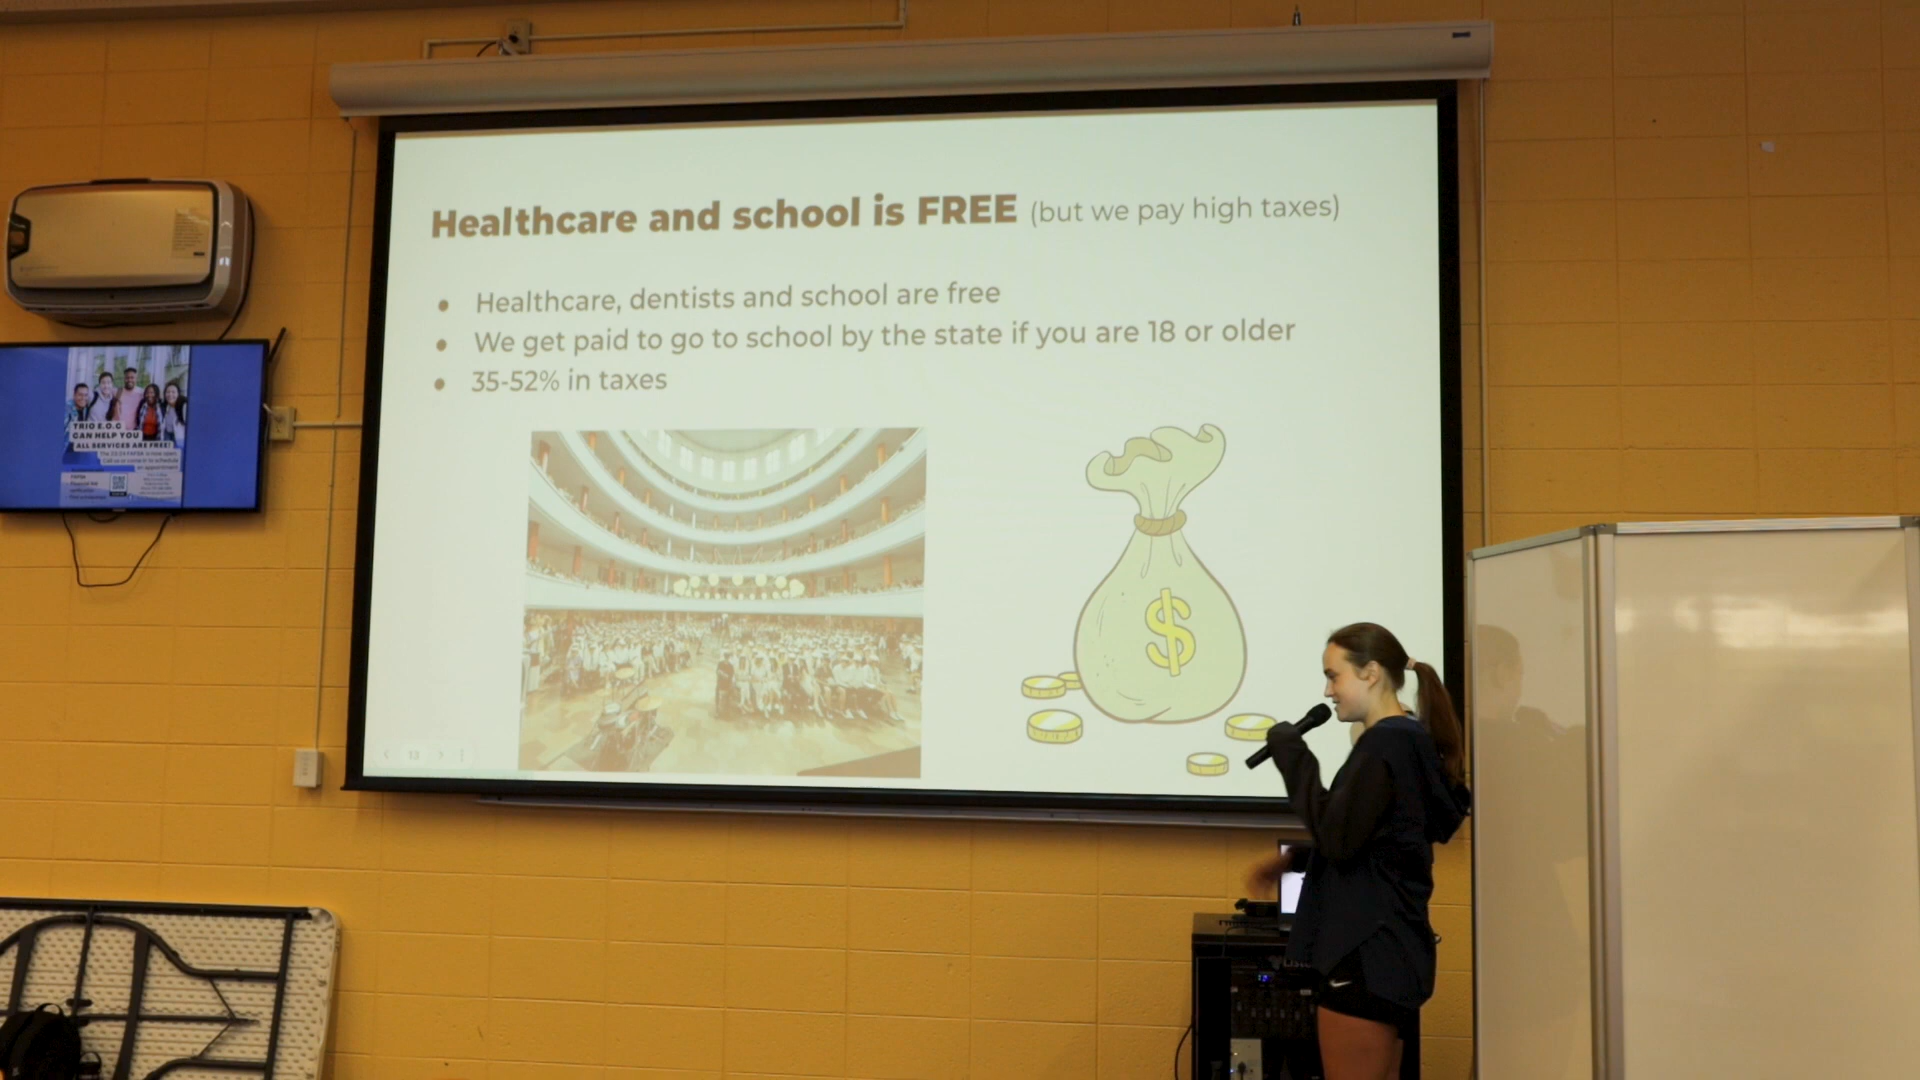 Healthcare and school is FREE (but we pay high taxes)
● Healthcare, dentists and school are free
● We get paid to go to school by the state if you are 18 or older
● 35-52% in taxes
$
13
TRIO E.O.C
CAN HELP YOU
ALL SERVICES ARE FREE!